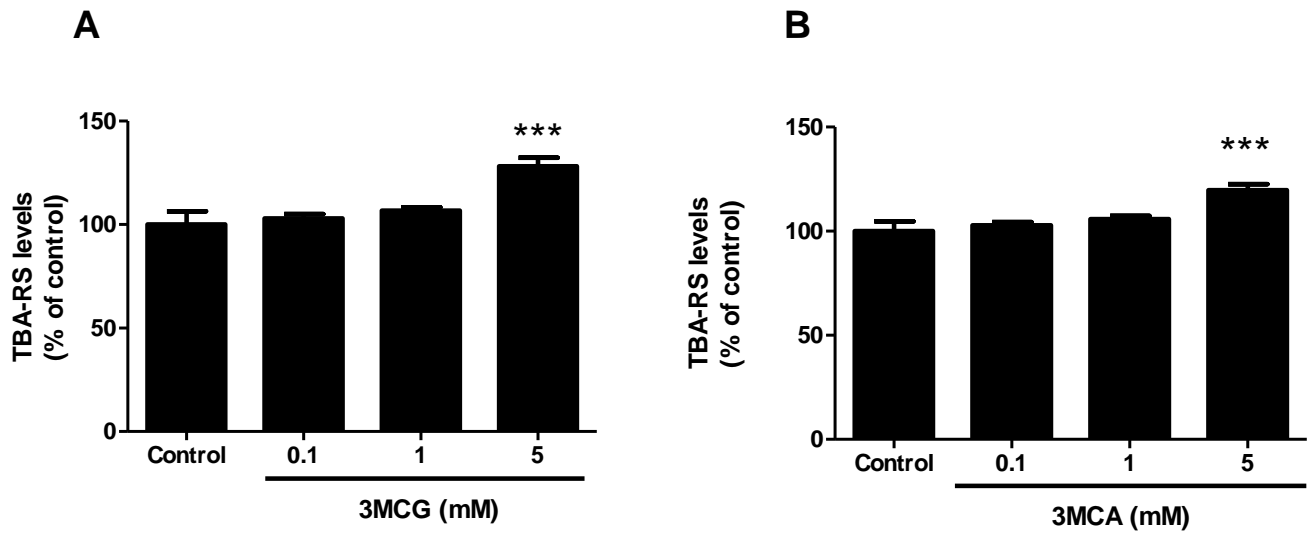 A
TBA-RS levels
(% of control)
150
100
50
0
***
Control 0.1 1 5
3MCG (mM)
B
TBA-RS levels
(% of control)
150
100
50
0
***
Control 0.1 1 5
3MCA (mM)